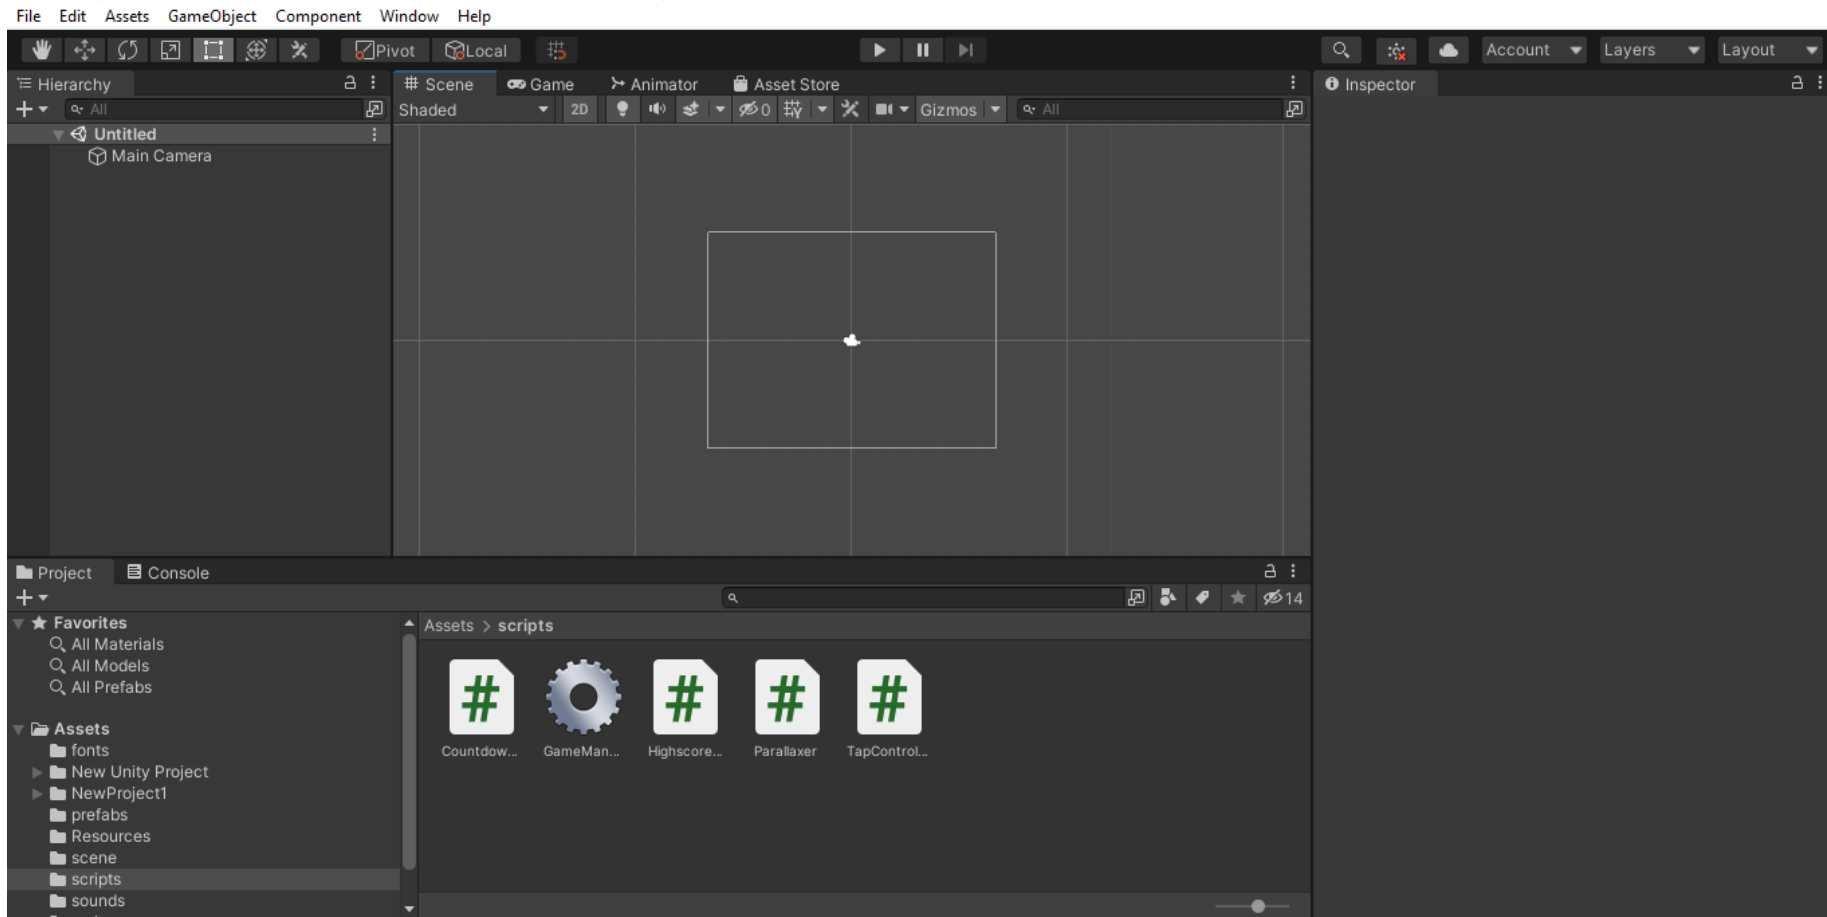 File Edit Assets GameObject Component Window Help
Pivot Local Account Layers Layout
Hierarchy
All
Untitled
Main Camera
Scene Game Animator Asset Store
Shaded 2D 0 Gizmos All
Inspector
Project Console
14
Favorites
All Materials
All Models
All Prefabs
Assets
fonts
New Unity Project
NewProject1
prefabs
Resources
scene
scripts
sounds
Assets > scripts
Countdow... GameMan... Highscore... Parallaxer TapControl...